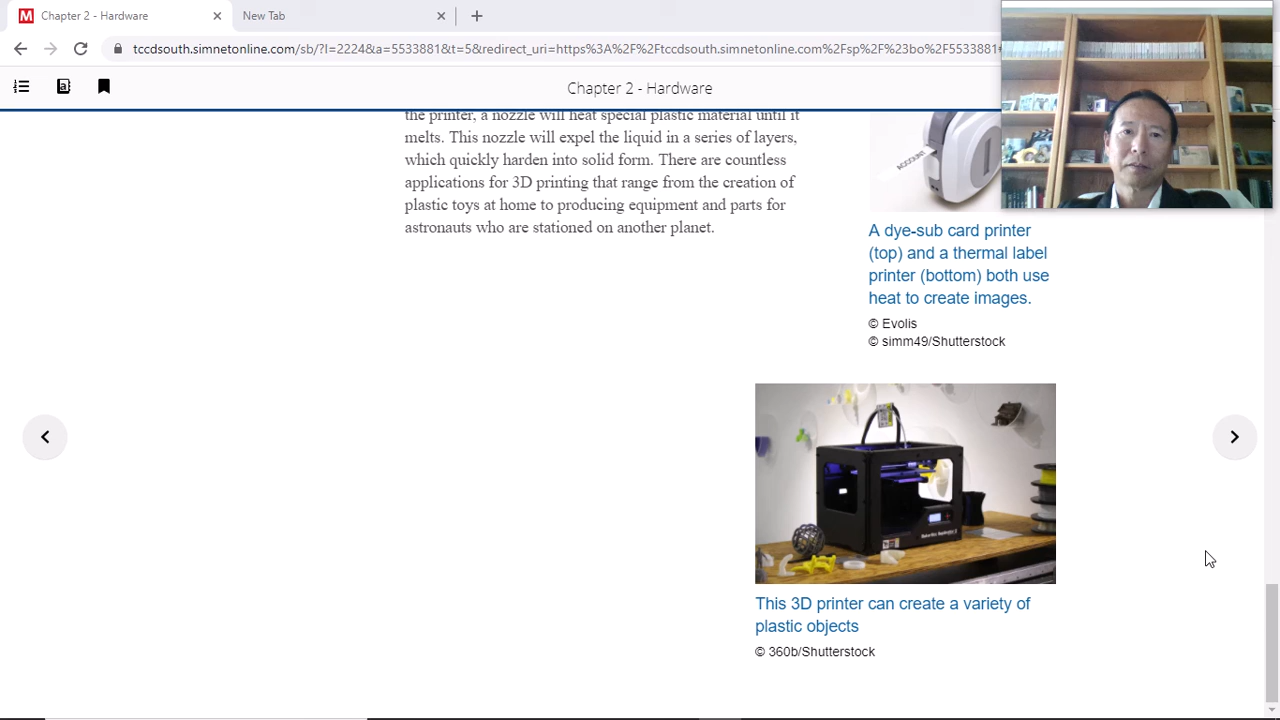 Chapter 2 - Hardware
New Tab
tccdsouth.simnetonline.com/sb/?l=2224&a=5533881&t=5&redirect_uri=https%3A%2F%2Ftccdsouth.simnetonline.com%2Fsp%2F%23bo%2F5533881
Chapter 2 - Hardware
the printer, a nozzle will heat special plastic material until it
melts. This nozzle will expel the liquid in a series of layers,
which quickly harden into solid form. There are countless
applications for 3D printing that range from the creation of
plastic toys at home to producing equipment and parts for
astronauts who are stationed on another planet.
A dye-sub card printer
(top) and a thermal label
printer (bottom) both use
heat to create images.
© Evolis
© simm49/Shutterstock
This 3D printer can create a variety of
plastic objects
© 360b/Shutterstock